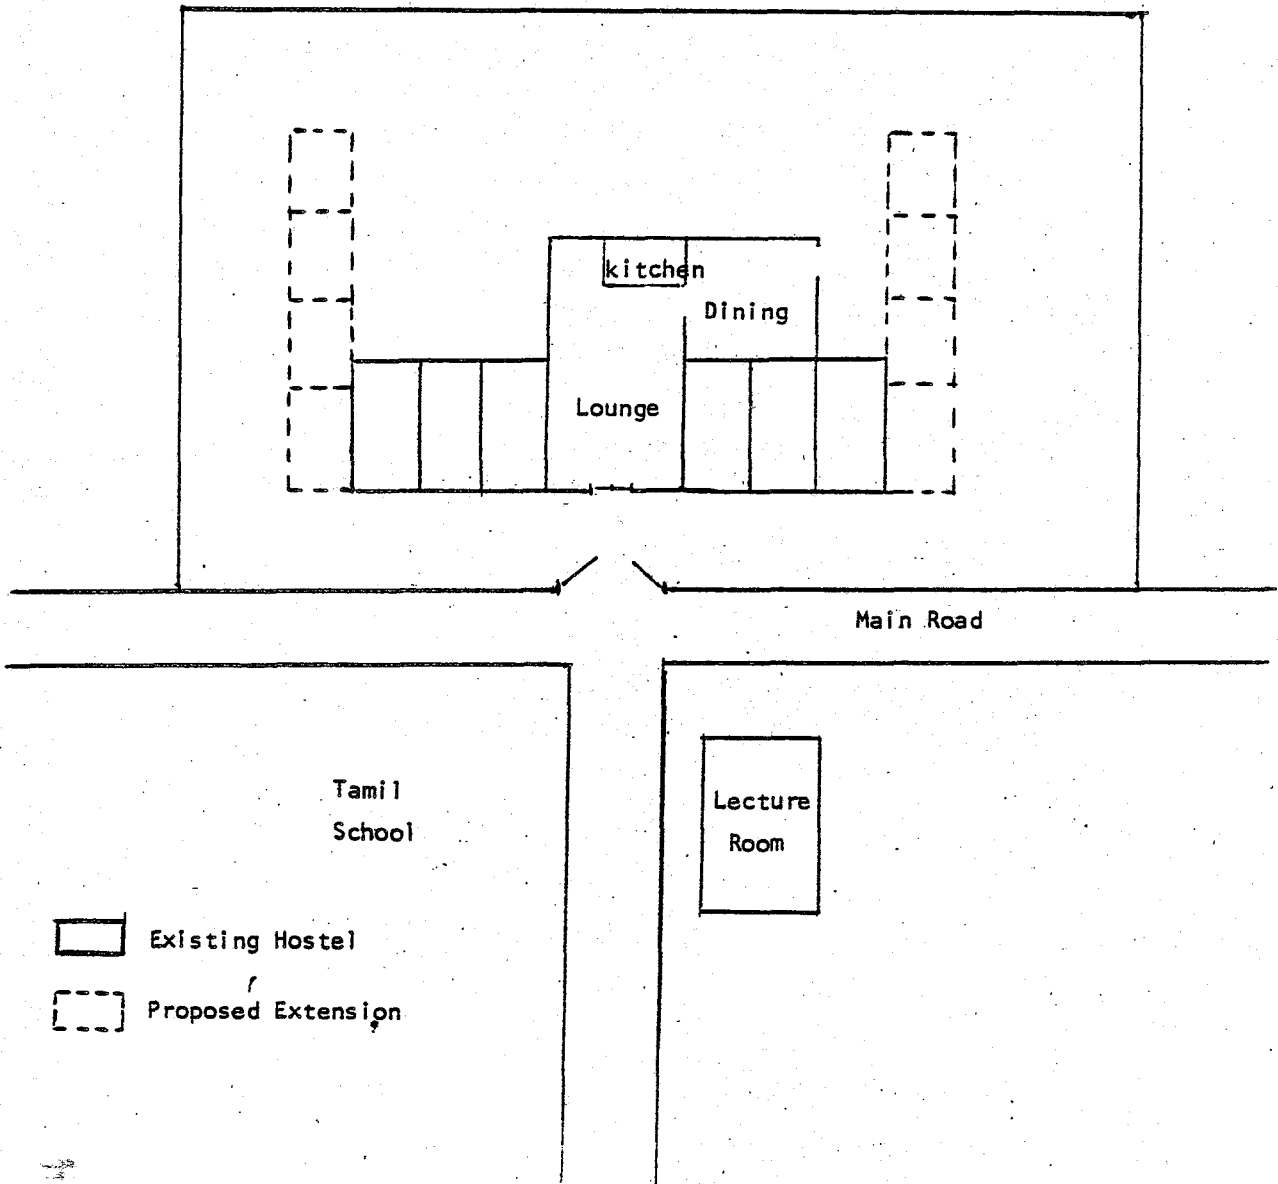 kitchen
Dining
Lounge
Main Road
Tamil
School
Lecture
Room
Existing Hostel
Proposed Extension